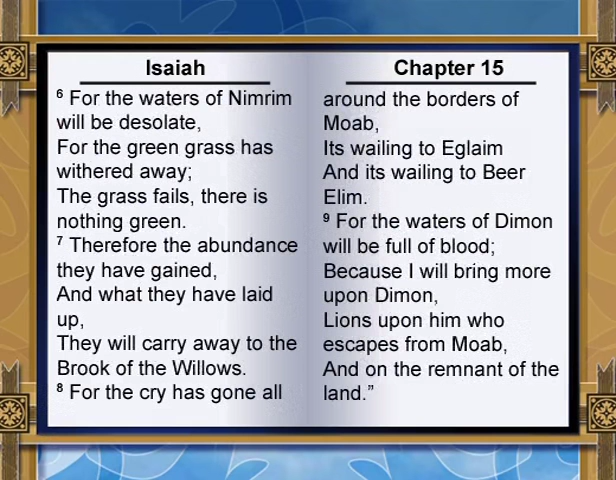 Isaiah
⁶ For the waters of Nimrim
will be desolate,
For the green grass has
withered away;
The grass fails, there is
nothing green.
⁷ Therefore the abundance
they have gained,
And what they have laid
up,
They will carry away to the
Brook of the Willows.
⁸ For the cry has gone all
Chapter 15
around the borders of
Moab,
Its wailing to Eglaim
And its wailing to Beer
Elim.
⁹ For the waters of Dimon
will be full of blood;
Because I will bring more
upon Dimon,
Lions upon him who
escapes from Moab,
And on the remnant of the
land.”